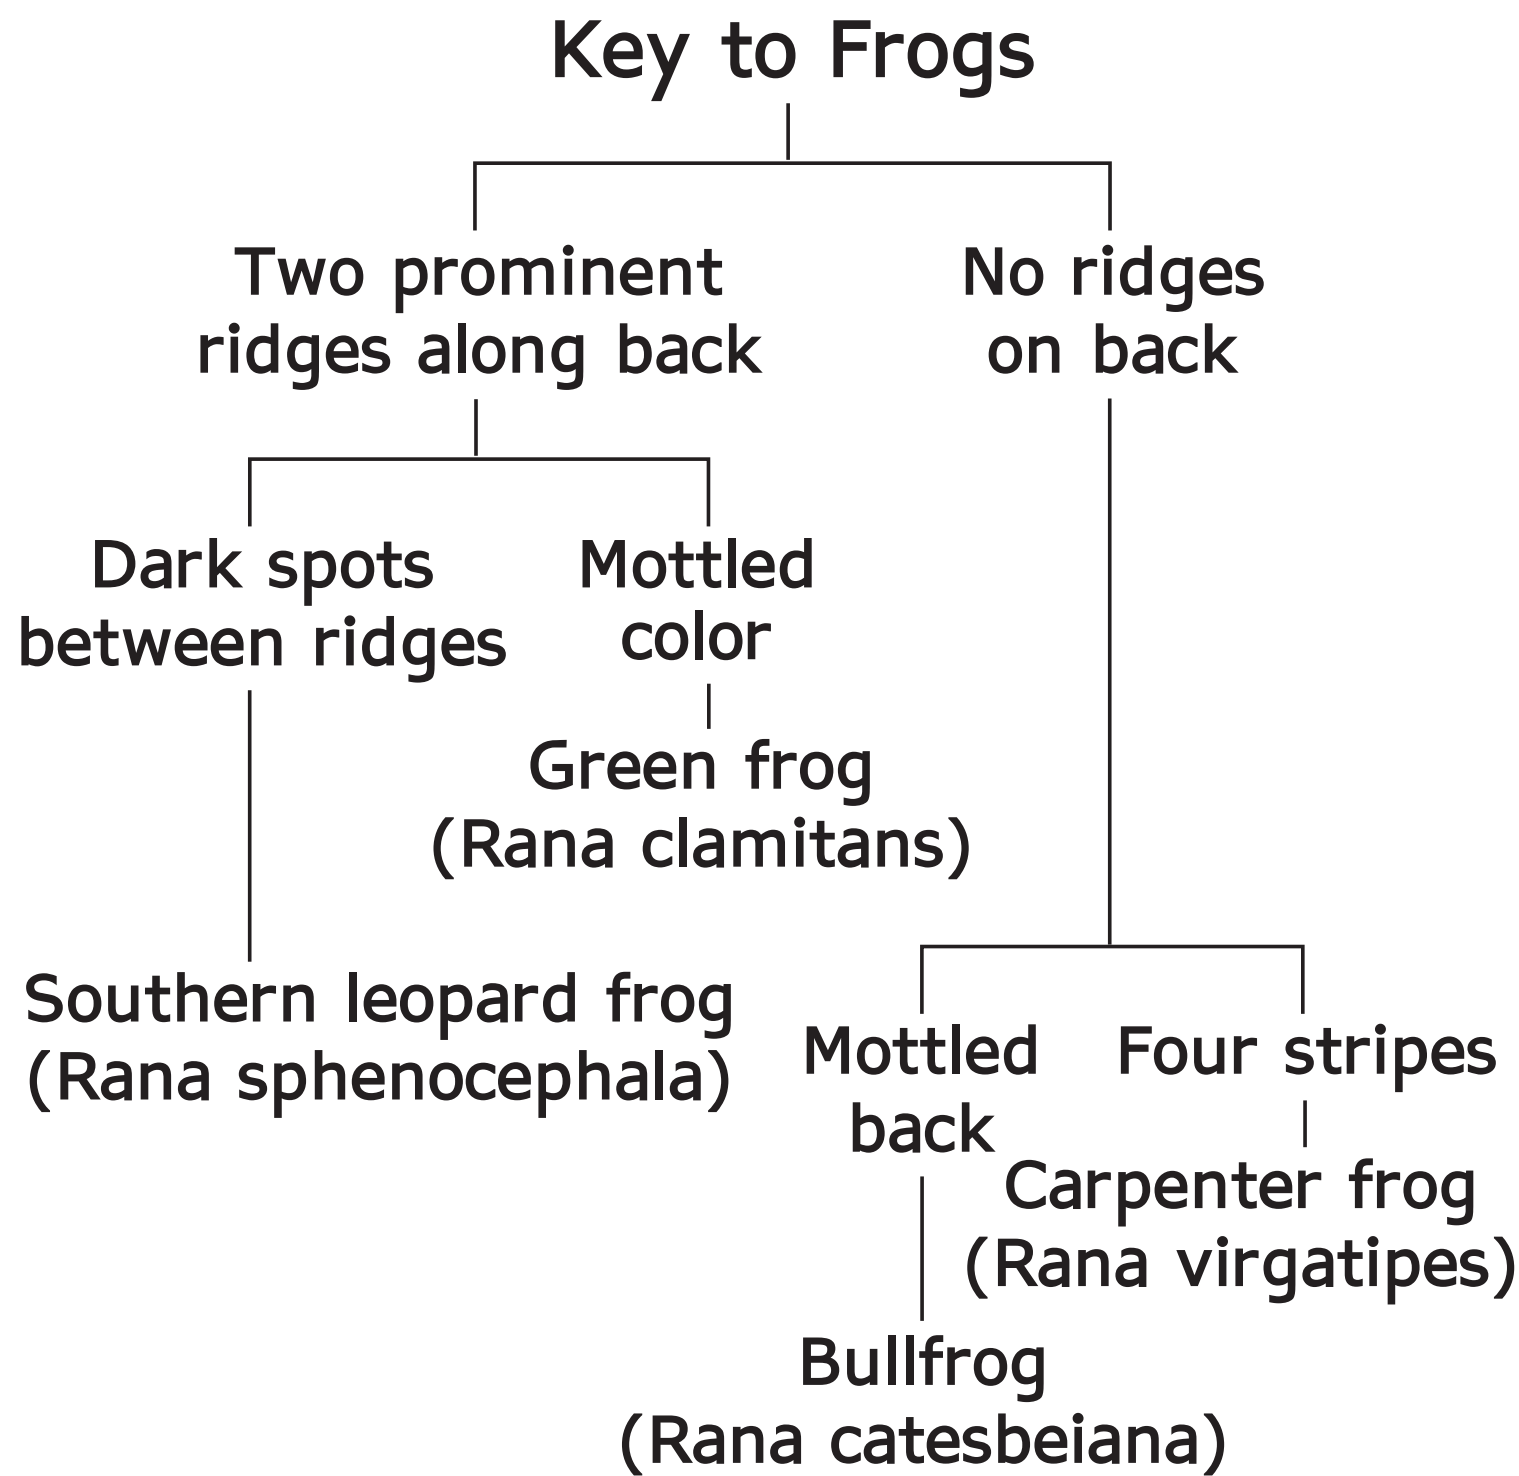 Key to Frogs
Two prominent
ridges along back
No ridges
on back
Dark spots
between ridges
Mottled
color
Green frog
(Rana clamitans)
Southern leopard frog
(Rana sphenocephala)
Mottled
back
Four stripes
Carpenter frog
(Rana virgatipes)
Bullfrog
(Rana catesbeiana)